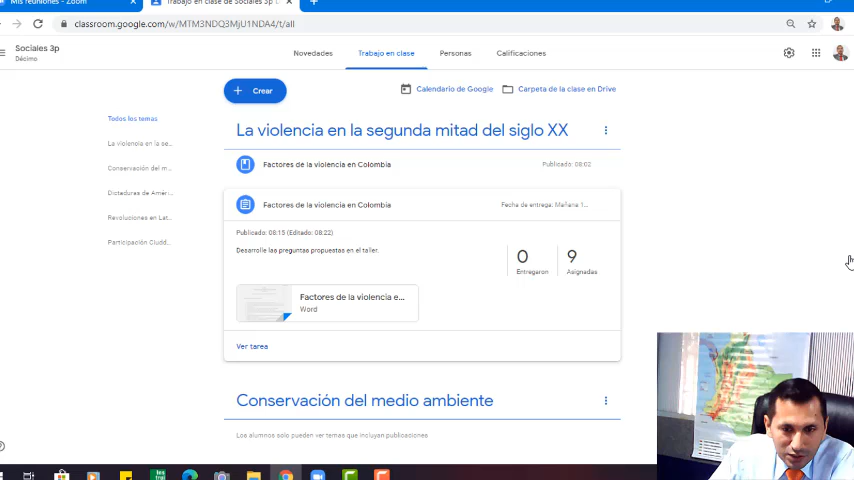 Mis reuniones - Zoom
Trabajo en clase de Sociales 3p
classroom.google.com/w/MTM3NDQ3MjU1NDA4/t/all
Sociales 3p
Décimo
Novedades
Trabajo en clase
Personas
Calificaciones
Crear
Calendario de Google
Carpeta de la clase en Drive
Todos los temas
La violencia en la se...
Conservación del m...
Dictaduras de Améri...
Revoluciones en Lat...
Participación Ciudd...
La violencia en la segunda mitad del siglo XX
Factores de la violencia en Colombia
Publicado: 08:02
Factores de la violencia en Colombia
Fecha de entrega: Mañana 1...
Publicado: 08:15 (Editado: 08:22)
Desarrolle las preguntas propuestas en el taller.
0
Entregaron
9
Asignadas
Factores de la violencia e...
Word
Ver tarea
Conservación del medio ambiente
Los alumnos solo pueden ver temas que incluyan publicaciones